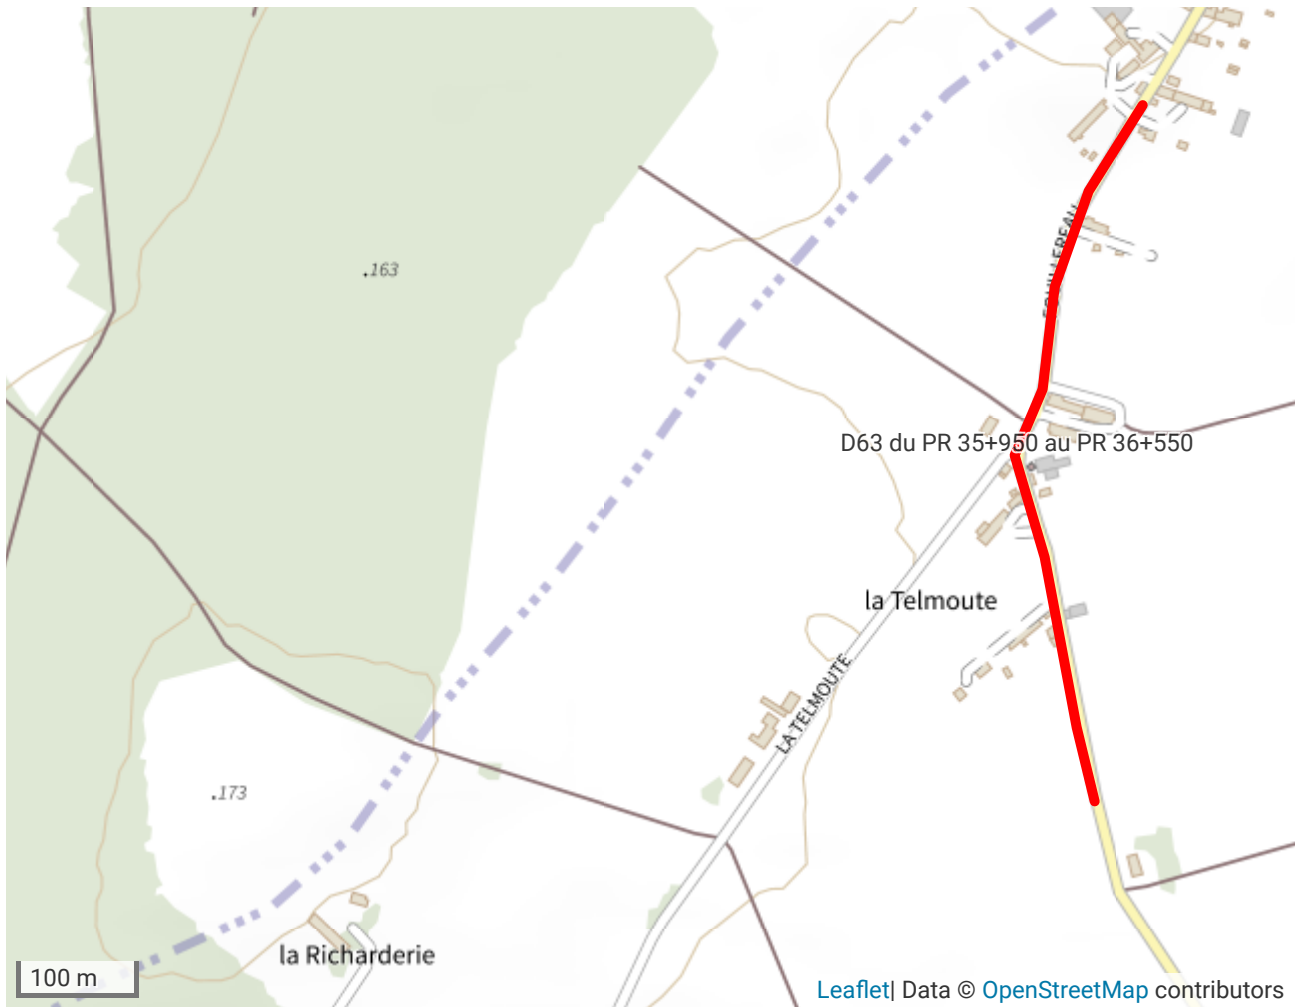 .163
D63 du PR 35+950 au PR 36+550
la Telmoute
LA TELMOUTE
.173
la Richarderie
100 m
Leaflet| Data © OpenStreetMap contributors